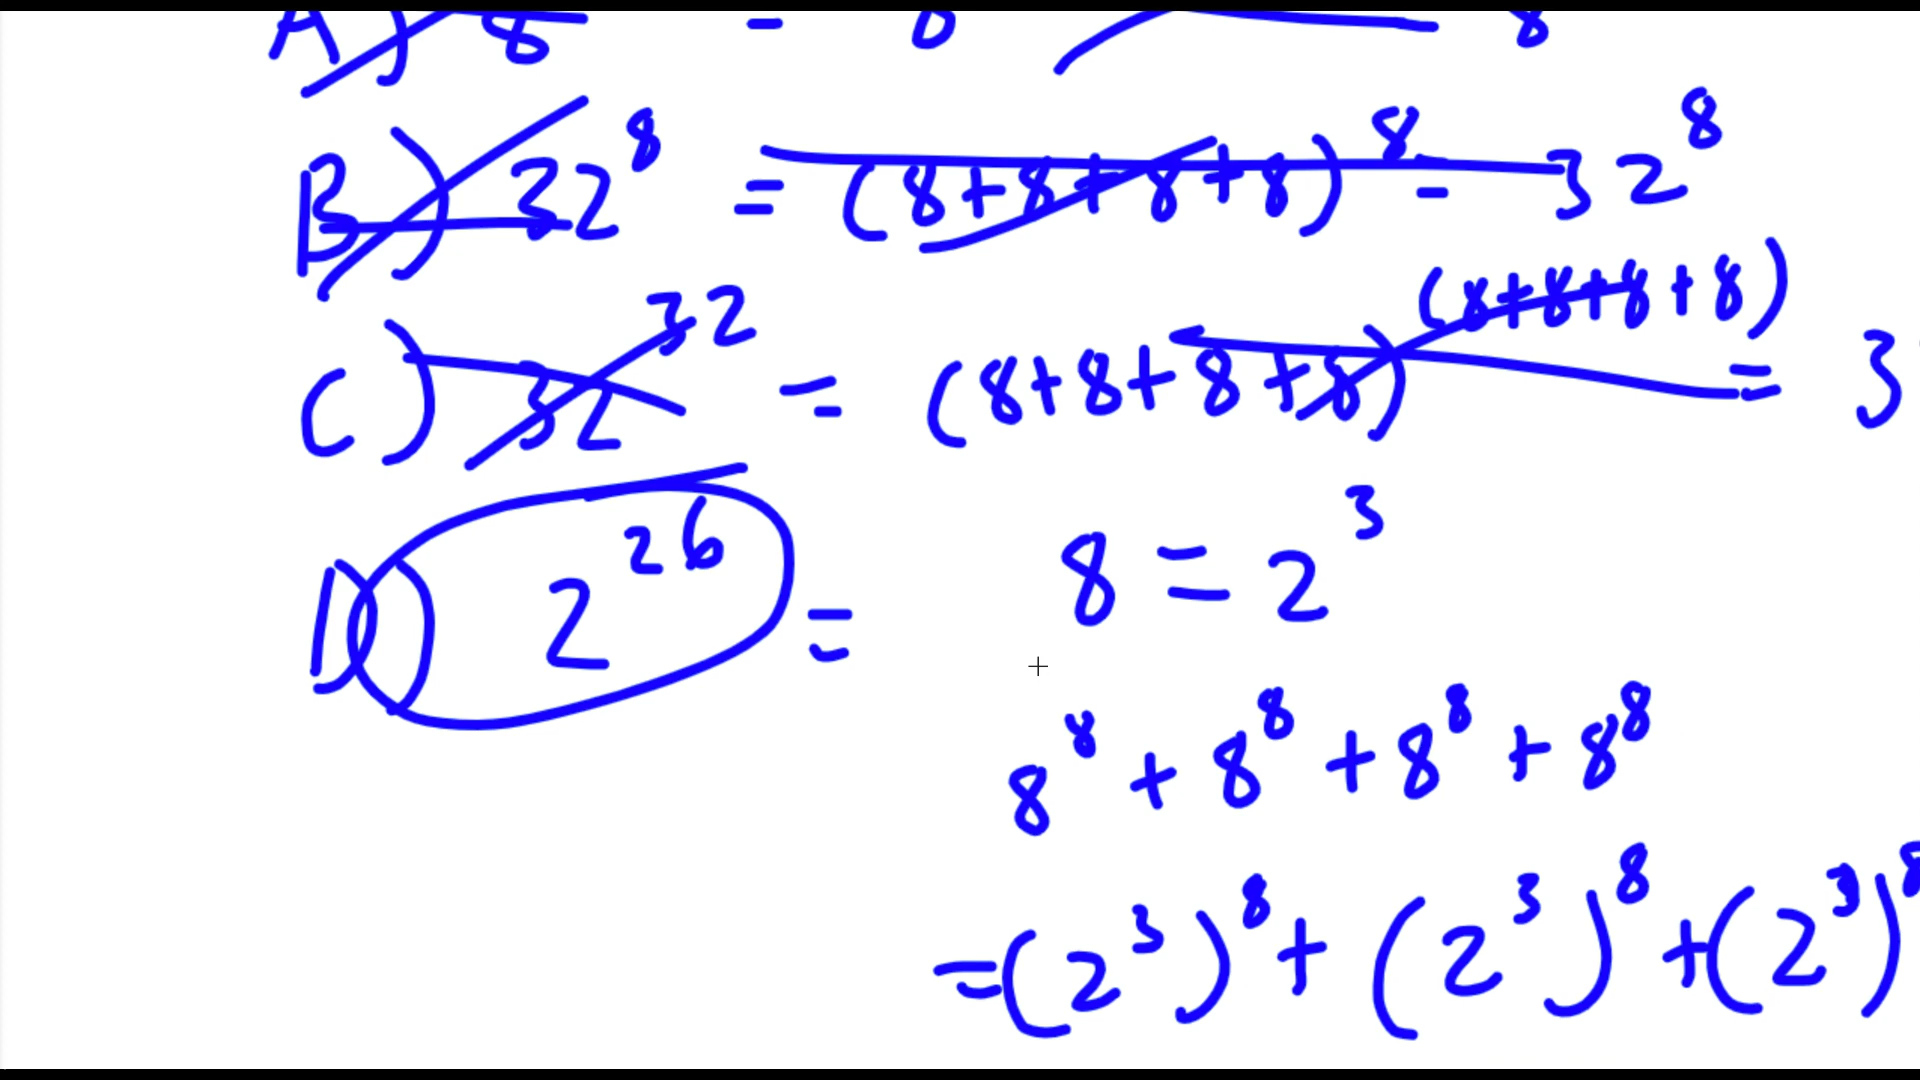 A) 8 = 8
B) 32^8 = (8+8+8+8)^8 = 32^8
C) 32^32 = (8+8+8+8)^(8+8+8+8) = 3
D) 2^26 =
8 = 2^3
8^8 + 8^8 + 8^8 + 8^8
= (2^3)^8 + (2^3)^8 + (2^3)^8